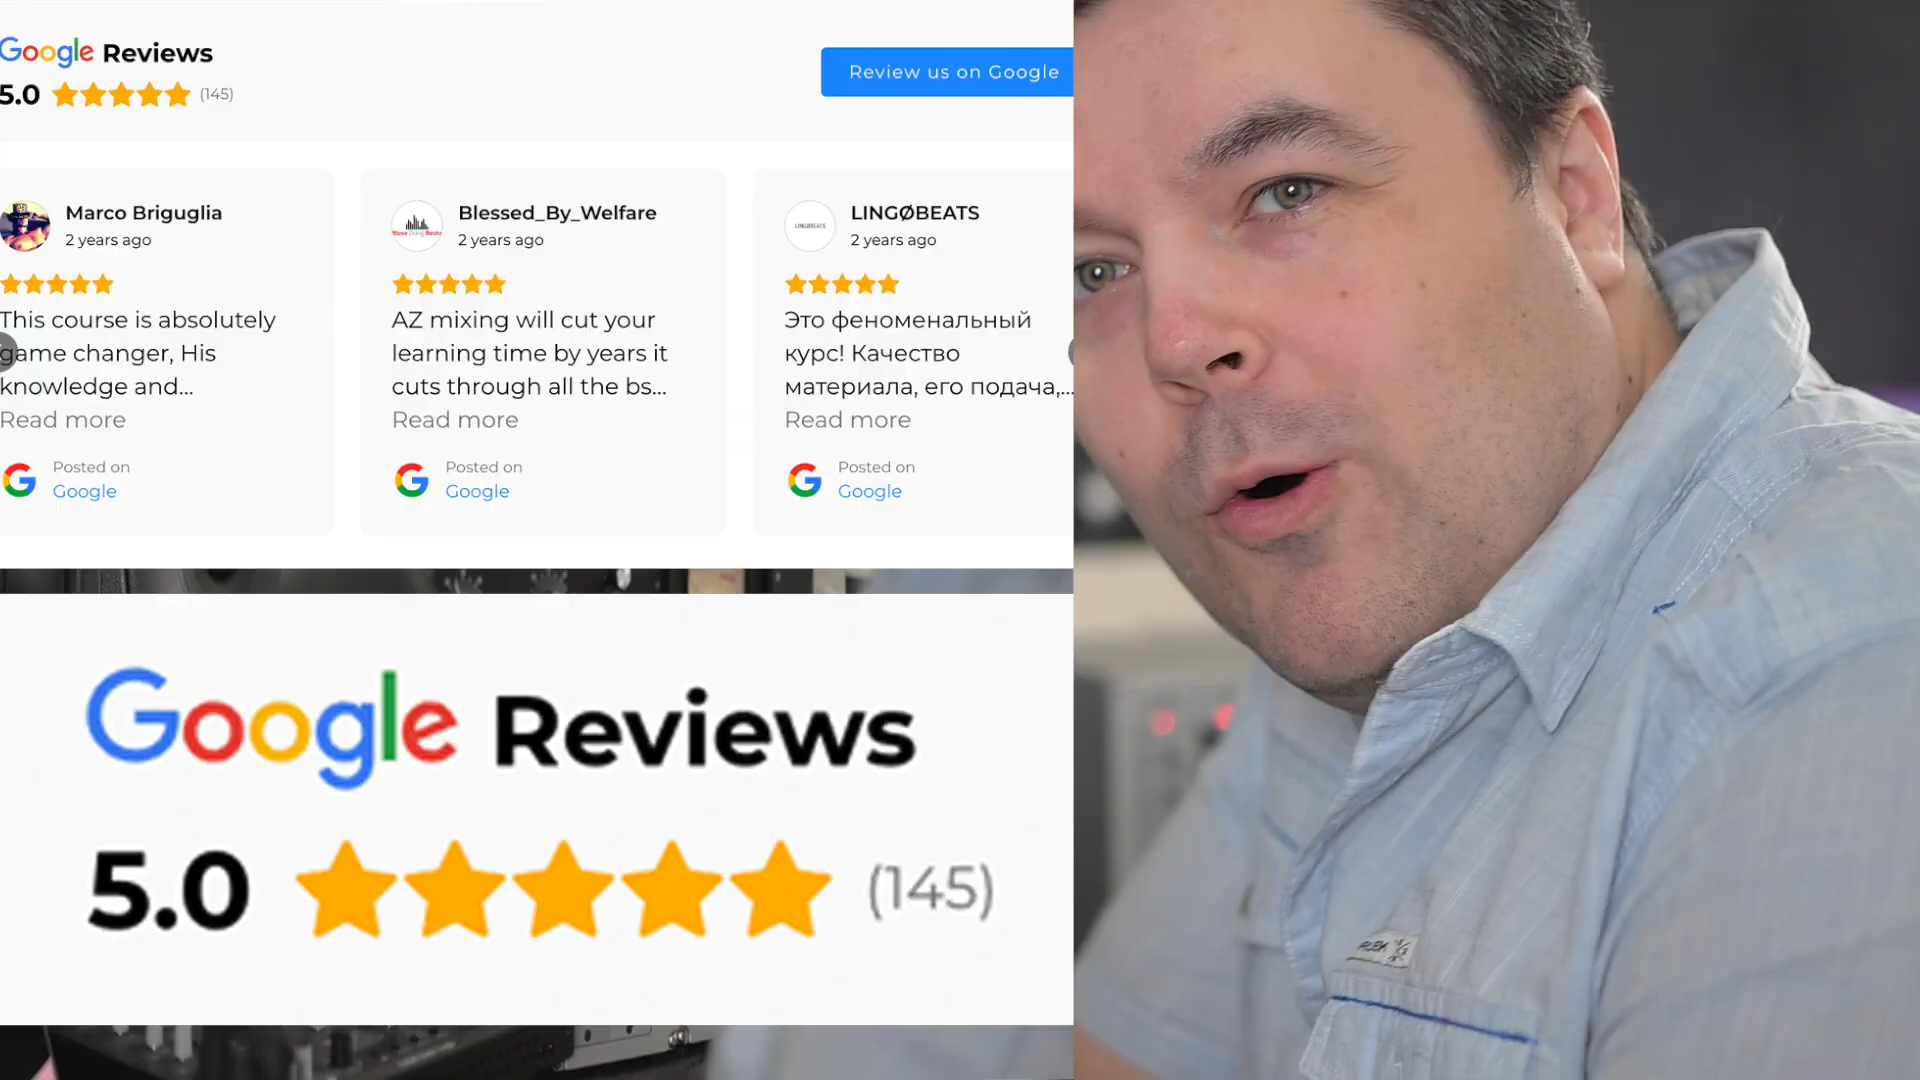 Google Reviews
5.0 (145)
Review us on Google
Marco Briguglia
2 years ago
This course is absolutely
game changer, His
knowledge and...
Read more
Posted on
Google
Blessed_By_Welfare
2 years ago
AZ mixing will cut your
learning time by years it
cuts through all the bs...
Read more
Posted on
Google
LINGØBEATS
2 years ago
Это феноменальный
курс! Качество
материала, его подача,...
Read more
Posted on
Google
Google Reviews
5.0 (145)